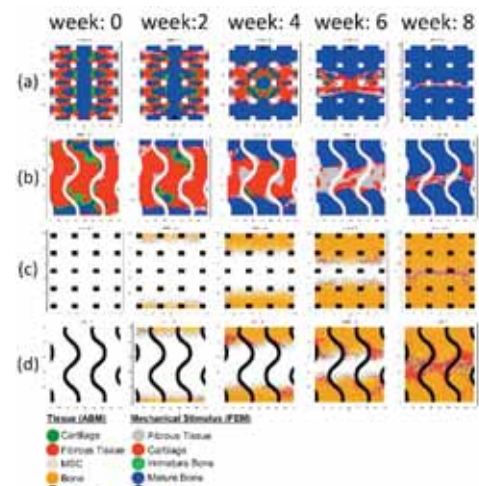 week: 0 week:2 week: 4 week: 6 week: 8
(a)
(b)
(c)
(d)
Tissue (ABM) Mechanical Stimulus (FEM)
Cartilage Fibrous Tissue
Fibrous Tissue Cartilage
MSC Immature Bone
Bone Mature Bone